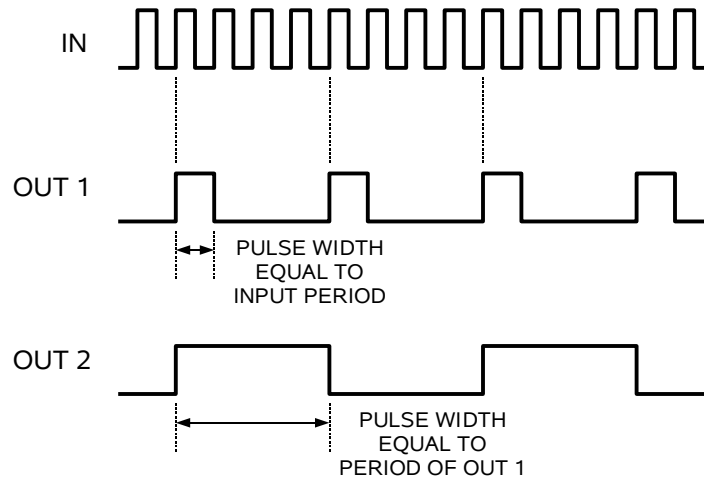 IN
OUT 1
PULSE WIDTH
EQUAL TO
INPUT PERIOD
OUT 2
PULSE WIDTH
EQUAL TO
PERIOD OF OUT 1